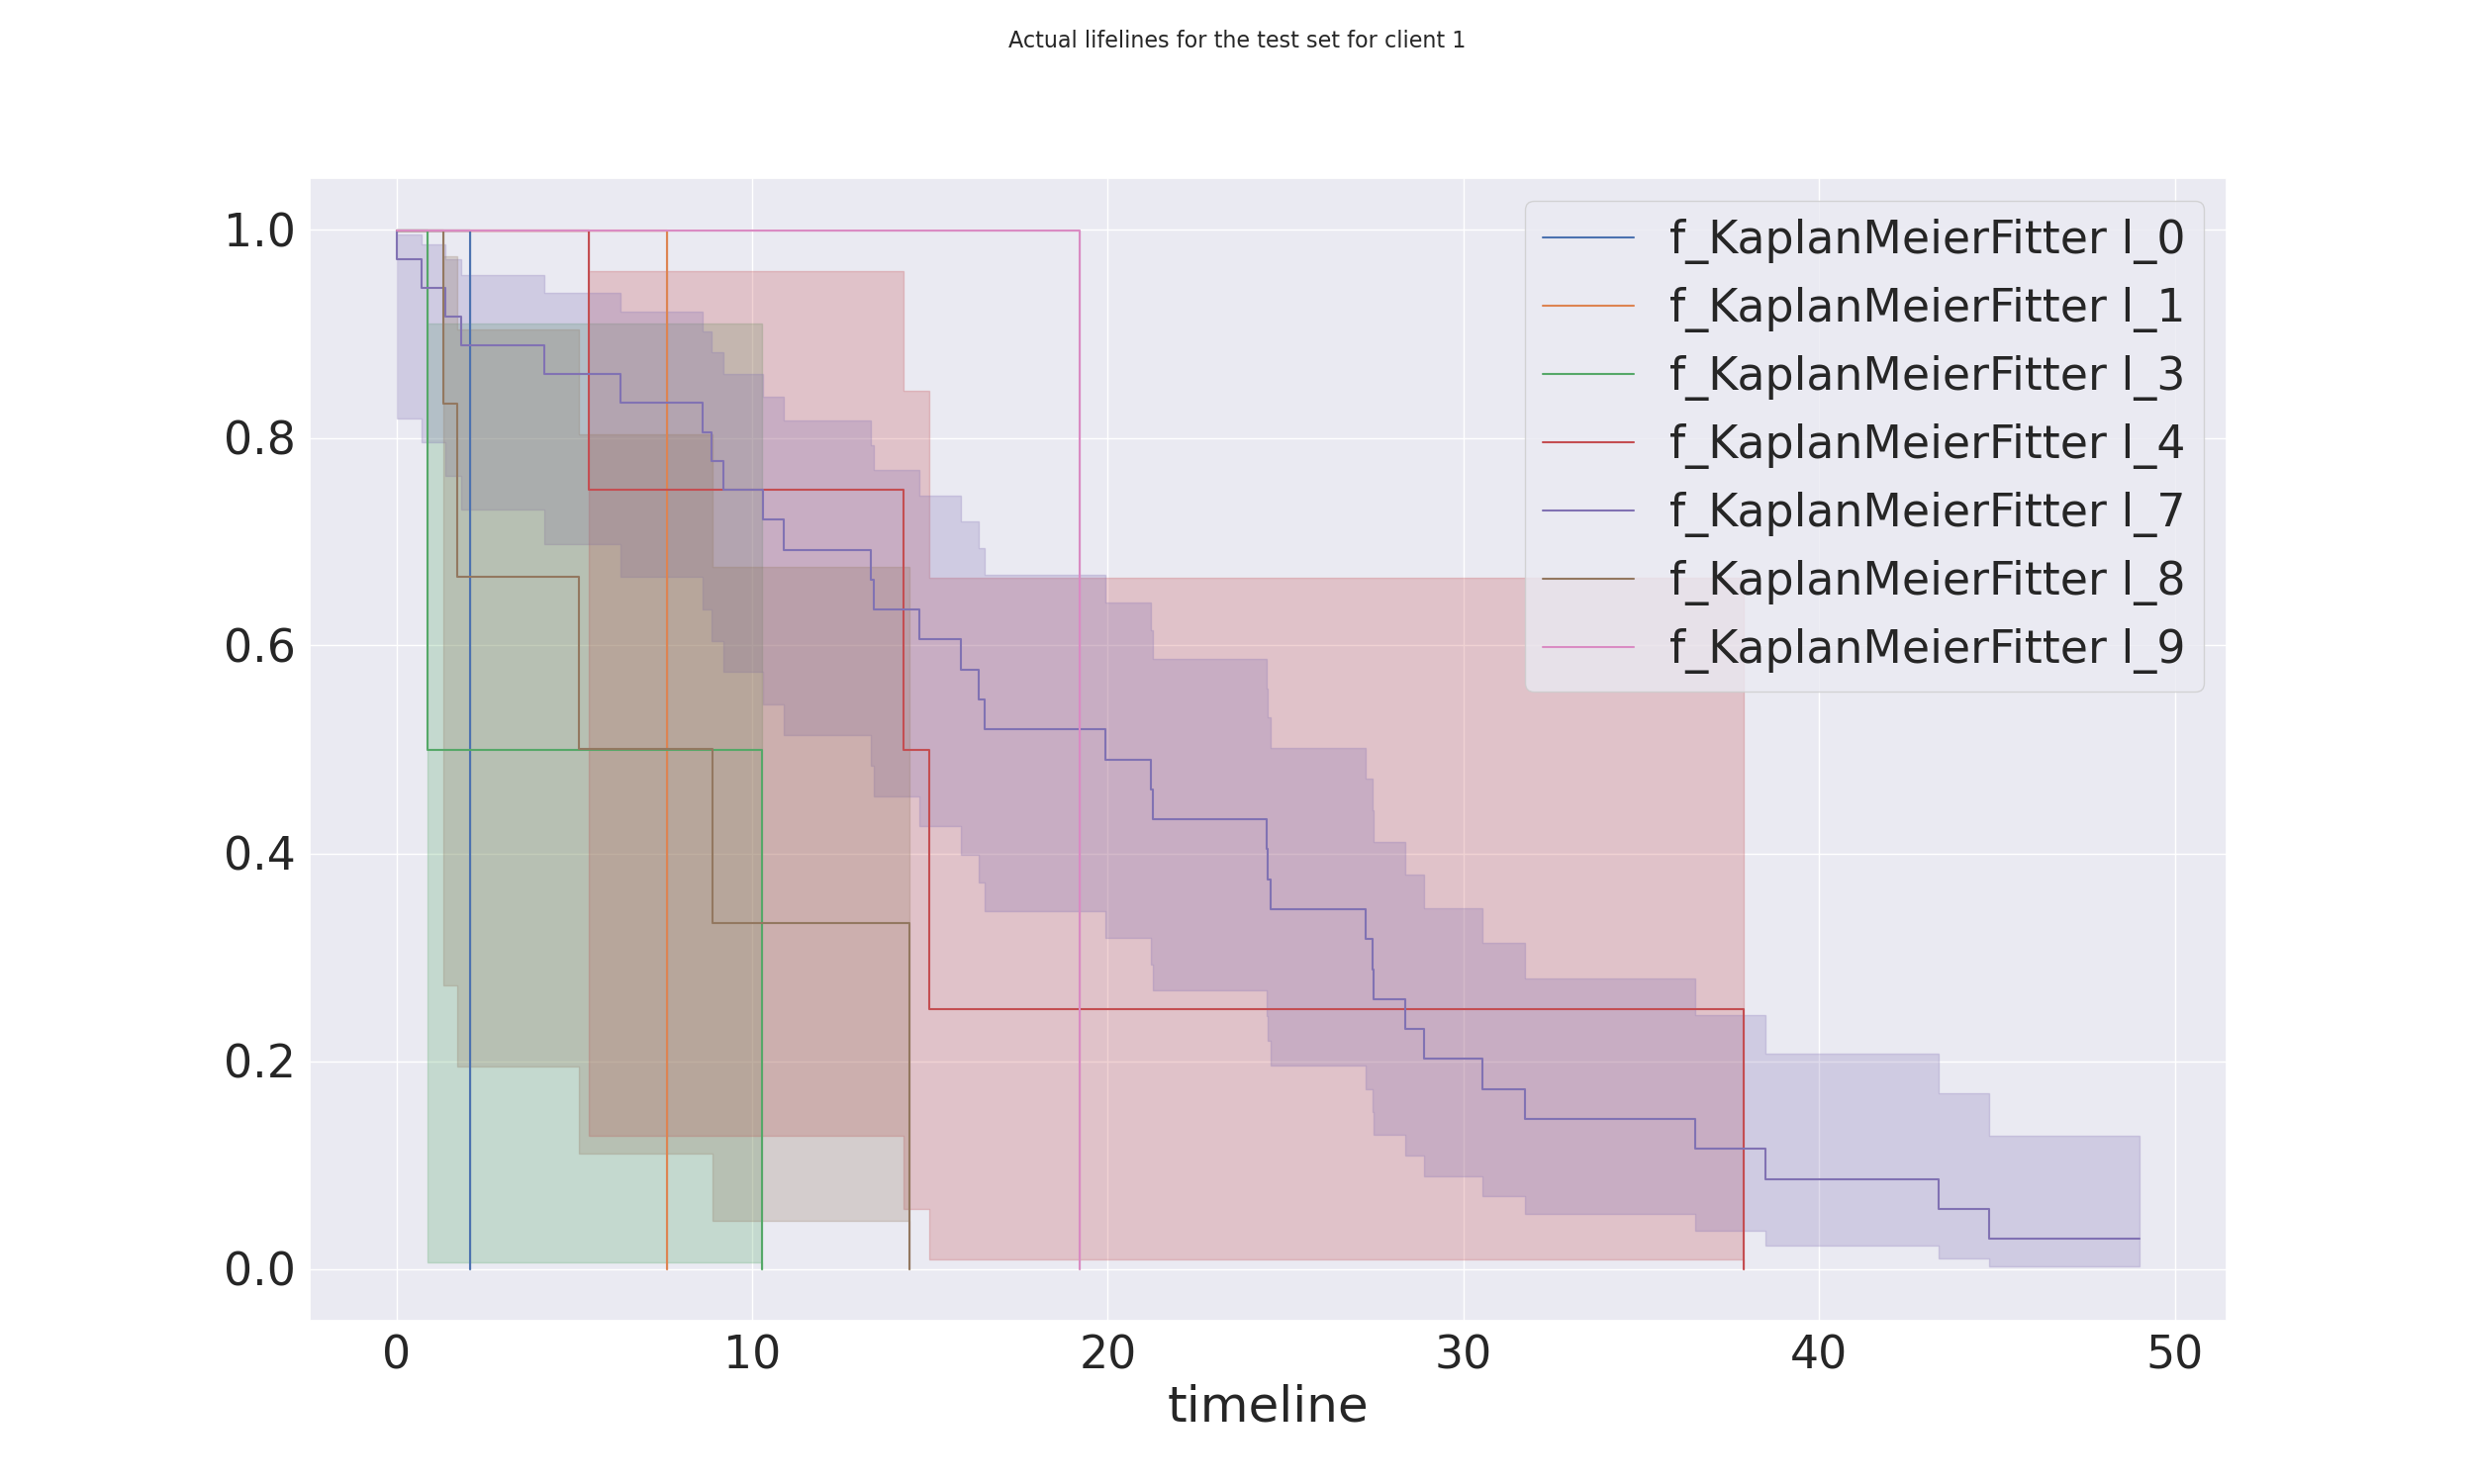 Actual lifelines for the test set for client 1
1.0
0.8
0.6
0.4
0.2
0.0
f_KaplanMeierFitter l_0
f_KaplanMeierFitter l_1
f_KaplanMeierFitter l_3
f_KaplanMeierFitter l_4
f_KaplanMeierFitter l_7
f_KaplanMeierFitter l_8
f_KaplanMeierFitter l_9
0 10 20 30 40 50
timeline